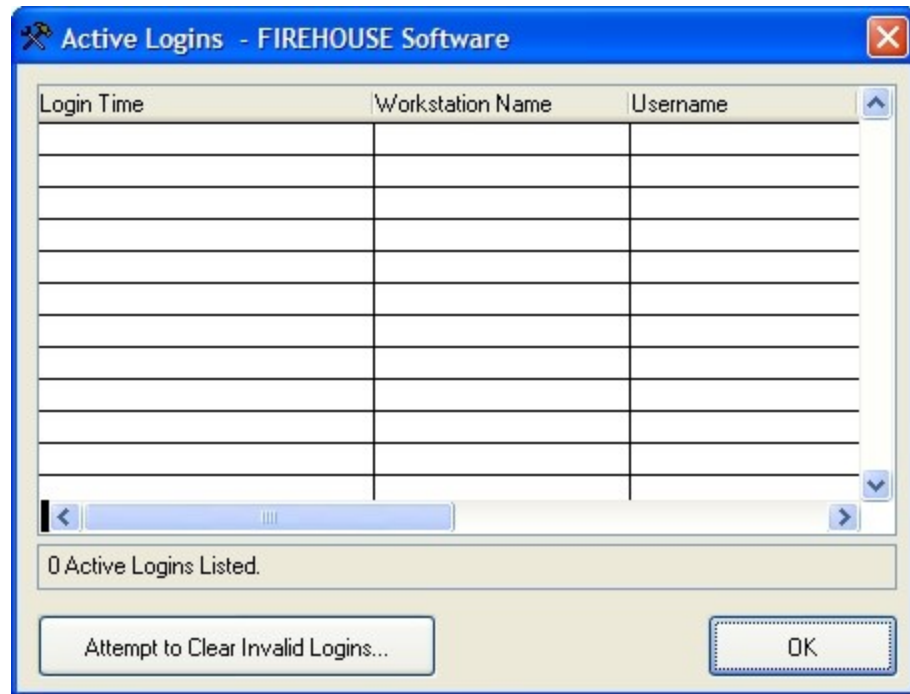 Active Logins - FIREHOUSE Software
Login Time Workstation Name Username
0 Active Logins Listed.
Attempt to Clear Invalid Logins... OK